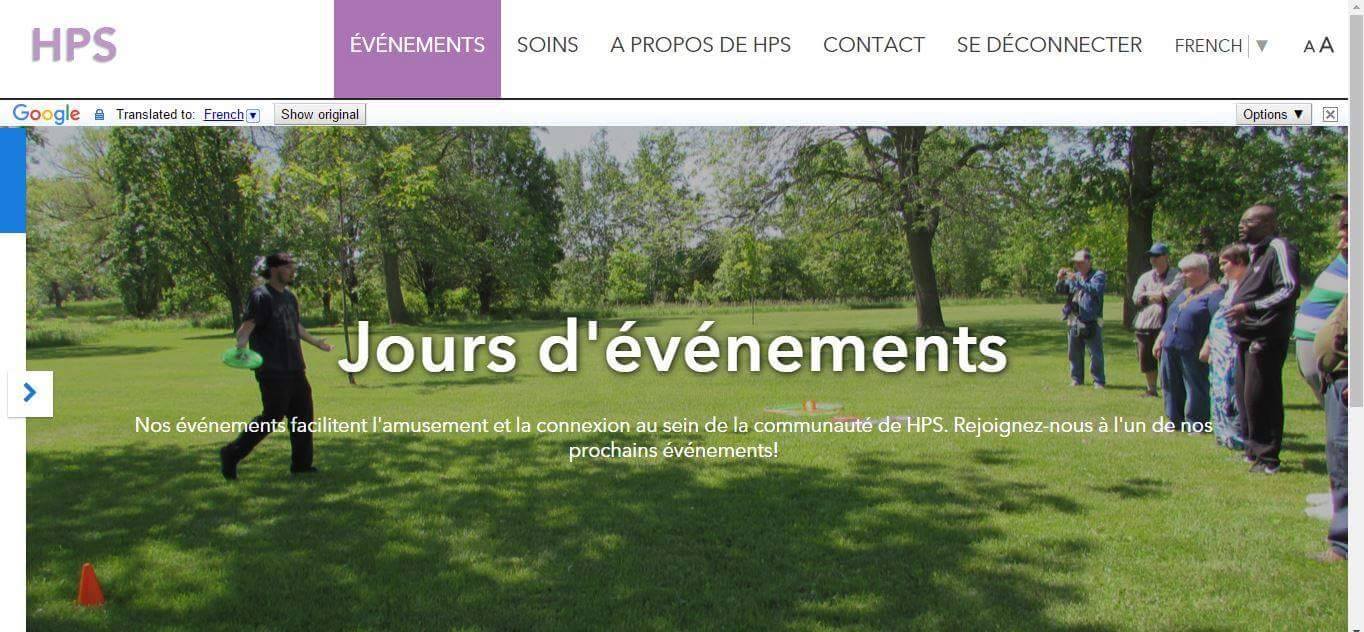 HPS
ÉVÉNEMENTS SOINS A PROPOS DE HPS CONTACT SE DÉCONNECTER FRENCH ▼ A A
Google Translated to: French Show original Options ▼
Jours d'événements
Nos événements facilitent l'amusement et la connexion au sein de la communauté de HPS. Rejoignez-nous à l'un de nos
prochains événements!